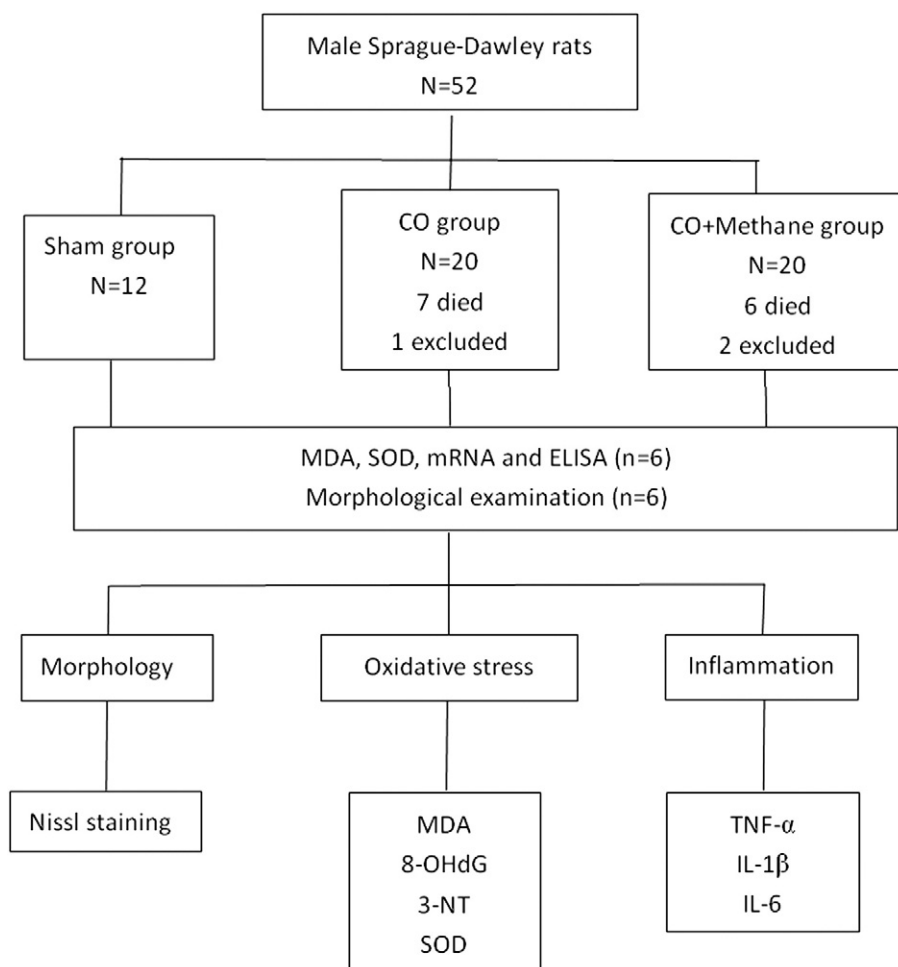 Male Sprague-Dawley rats
N=52
Sham group
N=12
CO group
N=20
7 died
1 excluded
CO+Methane group
N=20
6 died
2 excluded
MDA, SOD, mRNA and ELISA (n=6)
Morphological examination (n=6)
Morphology
Oxidative stress
Inflammation
Nissl staining
MDA
8-OHdG
3-NT
SOD
TNF-α
IL-1β
IL-6